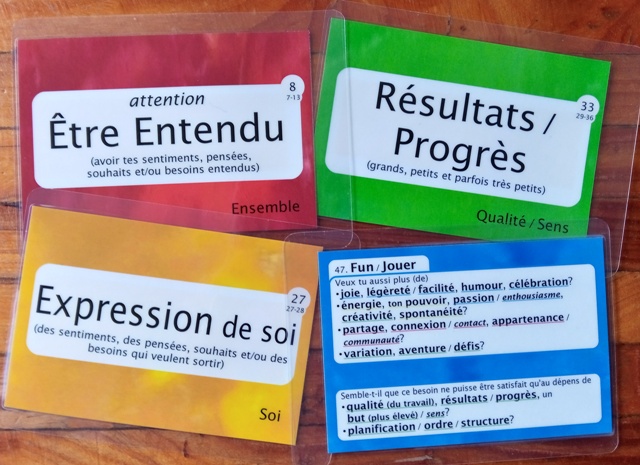 attention
8
7-13
Être Entendu
(avoir tes sentiments, pensées,
souhaits et/ou besoins entendus)
Ensemble
33
29-36
Résultats /
Progrès
(grands, petits et parfois très petits)
Qualité / Sens
27
27-28
Expression de soi
(des sentiments, des pensées, souhaits et/ou des
besoins qui veulent sortir)
Soi
47. Fun / Jouer
Veux tu aussi plus (de)
•joie, légèreté / facilité, humour, célébration?
•énergie, ton pouvoir, passion / enthousiasme,
créativité, spontanéité?
•partage, connexion / contact, appartenance /
communauté?
•variation, aventure / défis?
Semble-t-il que ce besoin ne puisse être satisfait qu'au dépens de
•qualité (du travail), résultats / progrès, un
but (plus élevé) / sens?
•planification / ordre / structure?